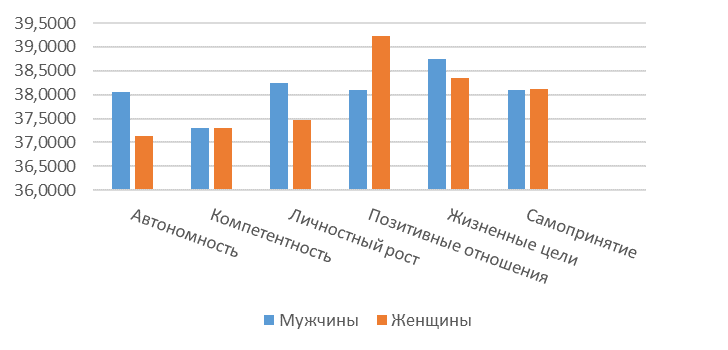 39,5000
39,0000
38,5000
38,0000
37,5000
37,0000
36,5000
36,0000
Автономность
Компетентность
Личностный рост
Позитивные отношения
Жизненные цели
Самопринятие
Мужчины
Женщины